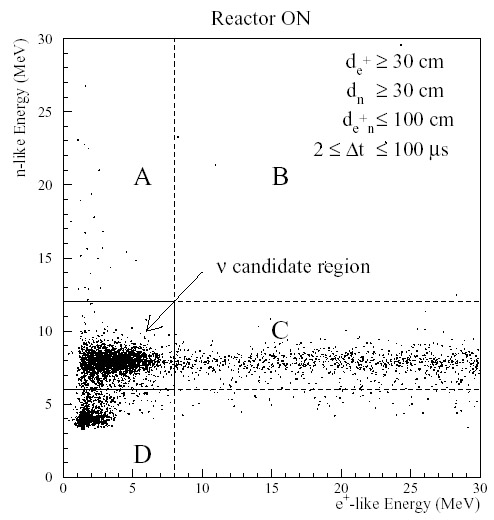 Reactor ON
n-like Energy (MeV)
30
25
20
15
10
5
0
d_e+ ≥ 30 cm
d_n ≥ 30 cm
d_e+n ≤ 100 cm
2 ≤ Δt ≤ 100 μs
A
B
ν candidate region
C
D
0 5 10 15 20 25 30
e⁺-like Energy (MeV)